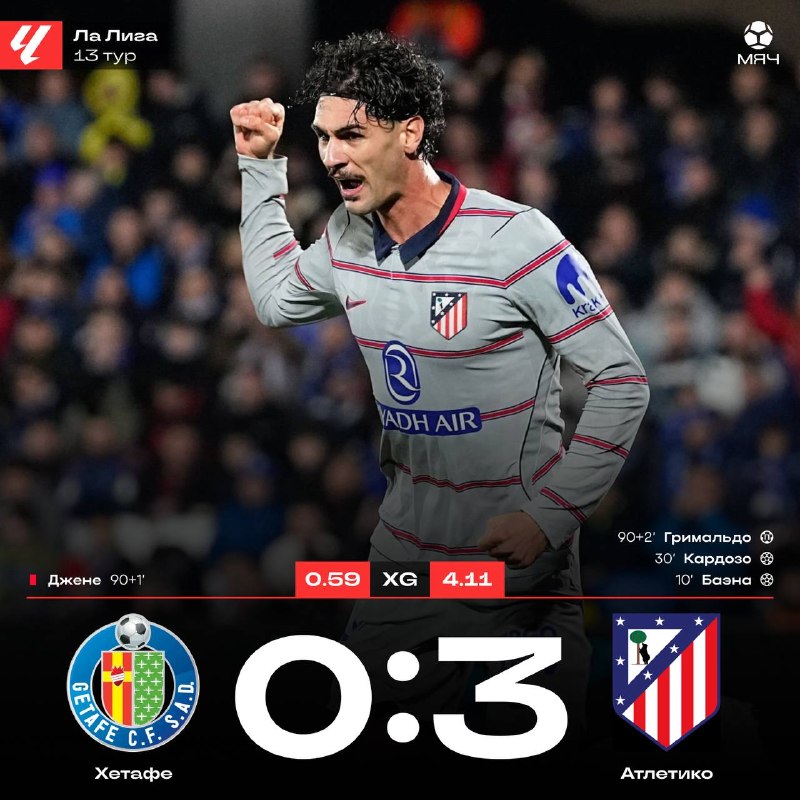 Ла Лига
13 тур
МЯЧ
Krak
R
RIYADH AIR
90+2' Гримальдо
30' Кардозо
10' Баэна
Джене 90+1'
0.59 XG 4.11
0:3
GETAFE C.F. S.A.D.
Хетафе
Атлетико